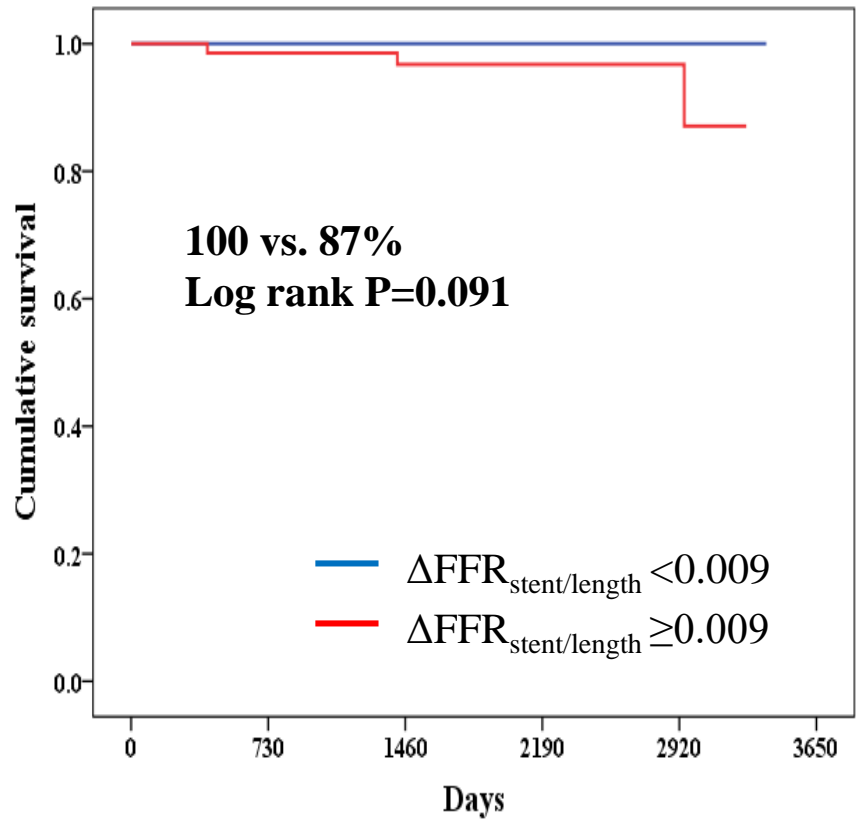 1.0
0.8
0.6
0.4
0.2
0.0
Cumulative survival
100 vs. 87%
Log rank P=0.091
ΔFFRstent/length <0.009
ΔFFRstent/length ≥0.009
0 730 1460 2190 2920 3650
Days